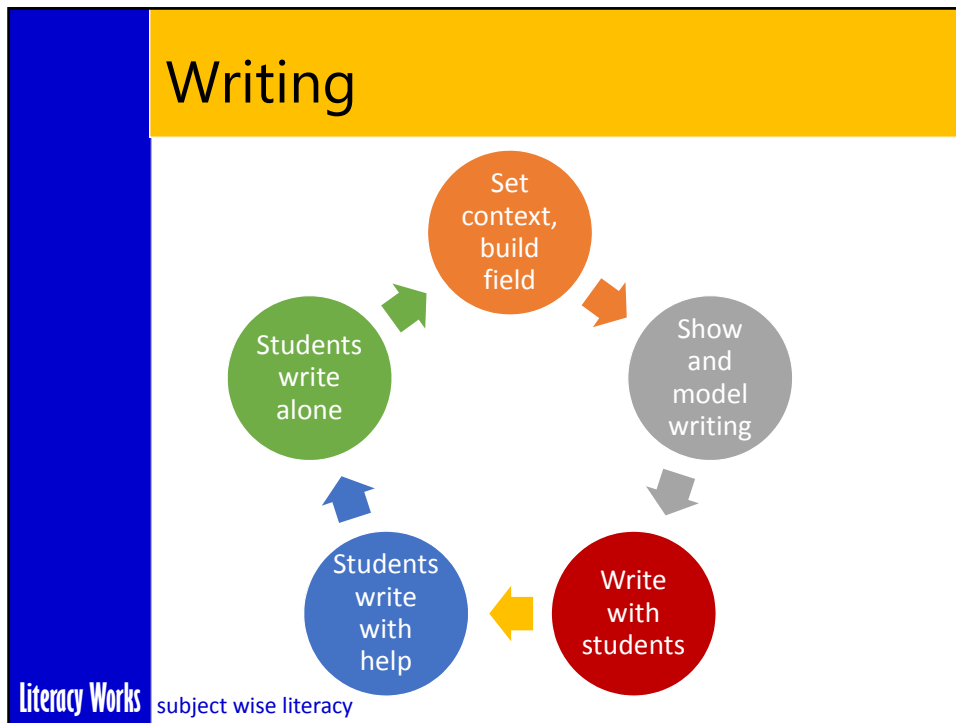 Writing
Set
context,
build
field
Show
and
model
writing
Write
with
students
Students
write
with
help
Students
write
alone
Literacy Works subject wise literacy